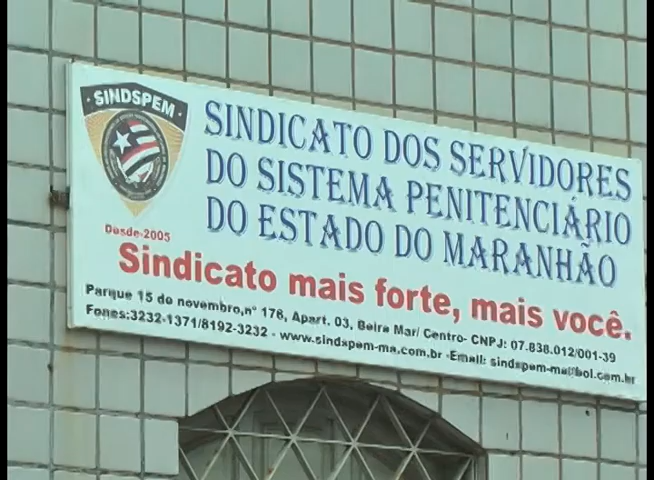 SINDSPEM
Desde-2005
SINDICATO DOS SERVIDORES
DO SISTEMA PENITENCIÁRIO
DO ESTADO DO MARANHÃO
Sindicato mais forte, mais você.
Parque 15 de novembro,n° 178, Apart. 03, Beira Mar/ Centro- CNPJ: 07.838.012/001-39
Fones:3232-1371/8192-3232 - www.sindspem-ma.com.br -Email: sindspem-ma@bol.com.br